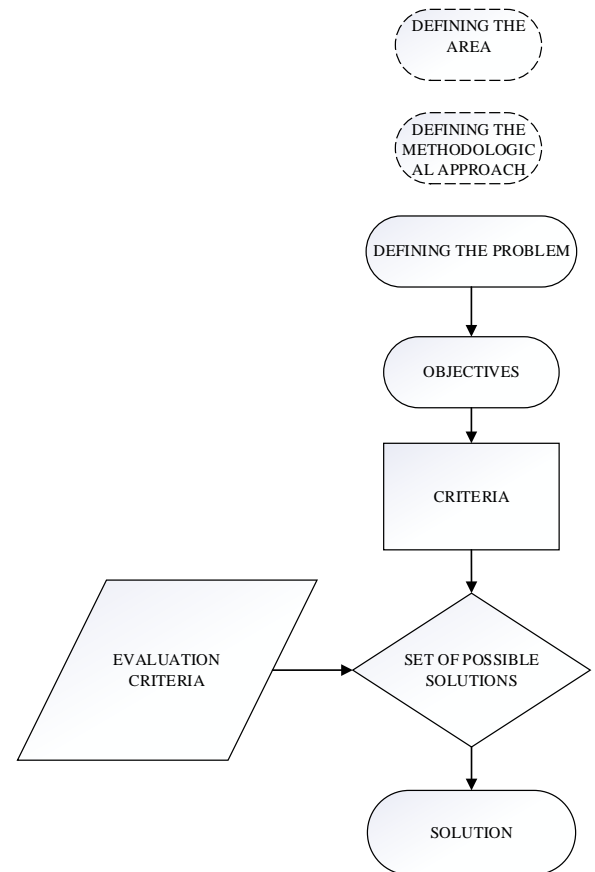 DEFINING THE
AREA
DEFINING THE
METHODOLOGIC
AL APPROACH
DEFINING THE PROBLEM
OBJECTIVES
CRITERIA
EVALUATION
CRITERIA
SET OF POSSIBLE
SOLUTIONS
SOLUTION